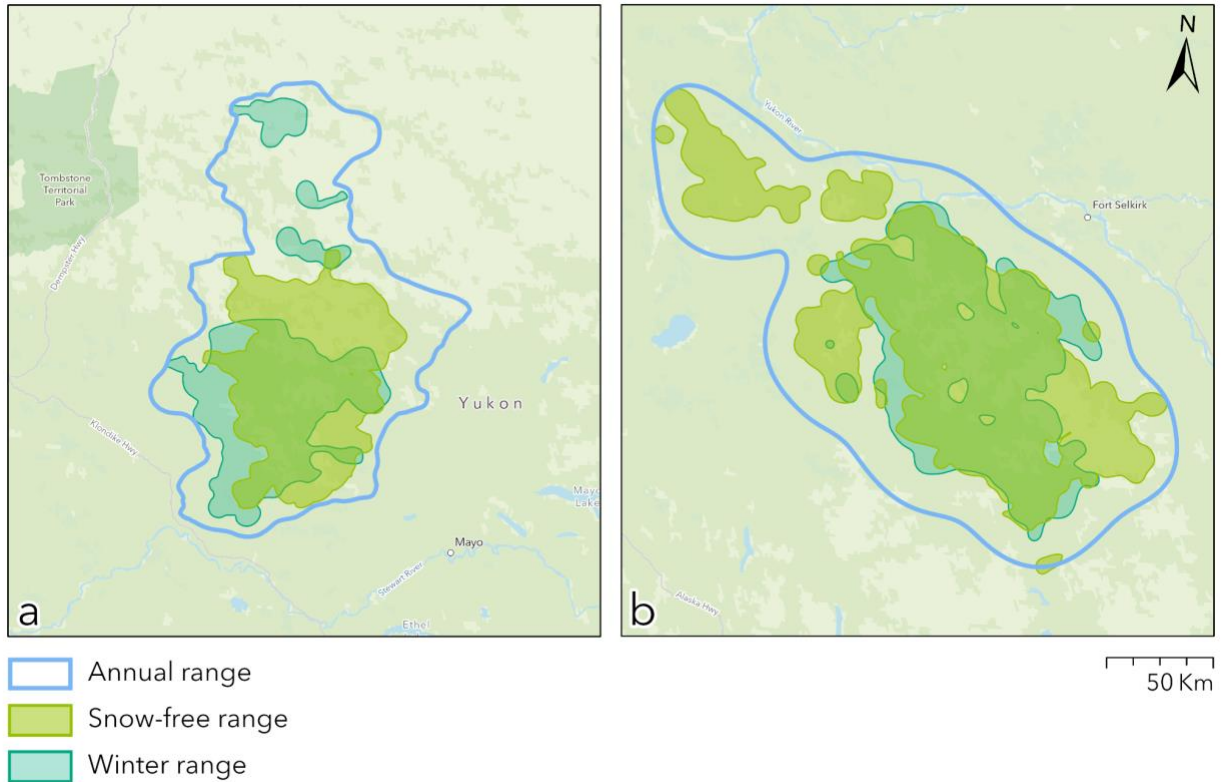 Tombstone
Territorial
Park
Dempster Hwy
Klondike Hwy
Yukon
Mayo
Lake
Mayo
Stewart River
Ethel
a
N
Yukon River
Fort Selkirk
Alaska Hwy
b
Annual range
Snow-free range
Winter range
50 Km